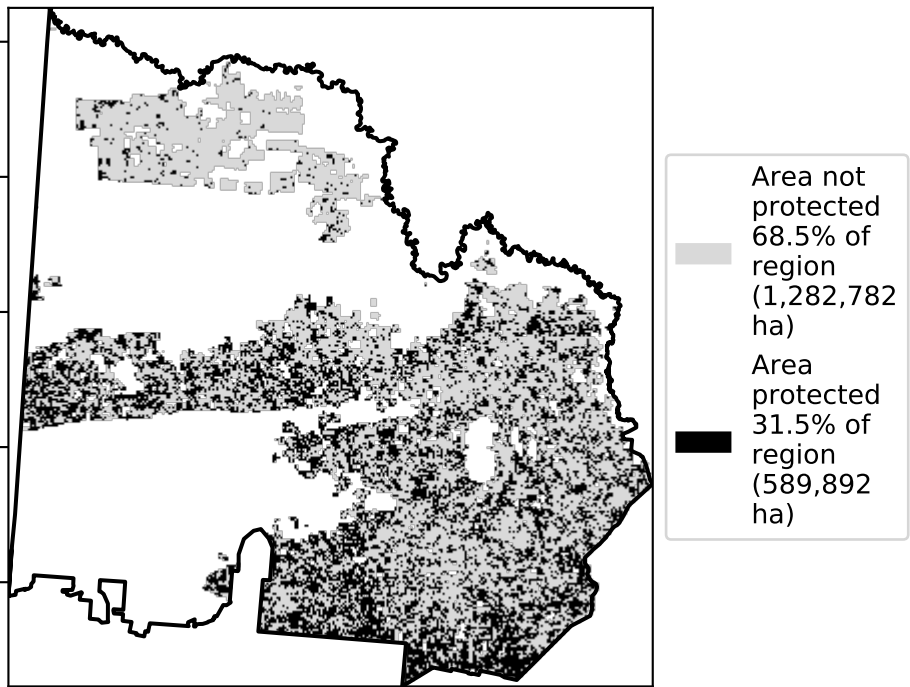 Area not
protected
68.5% of
region
(1,282,782
ha)
Area
protected
31.5% of
region
(589,892
ha)